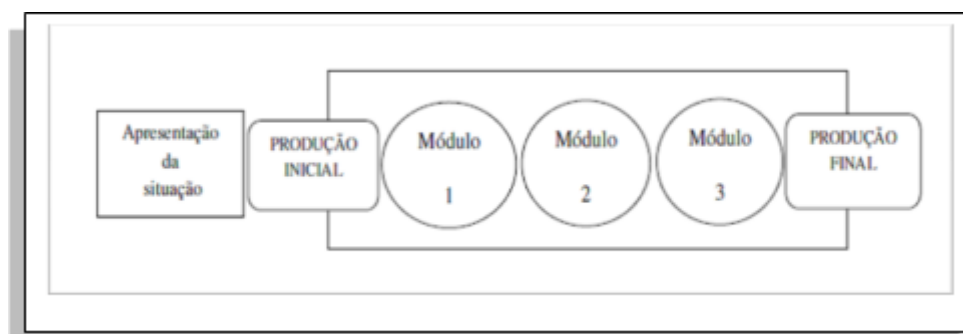 Apresentação
da
situação
PRODUÇÃO
INICIAL
Módulo
1
Módulo
2
Módulo
3
PRODUÇÃO
FINAL